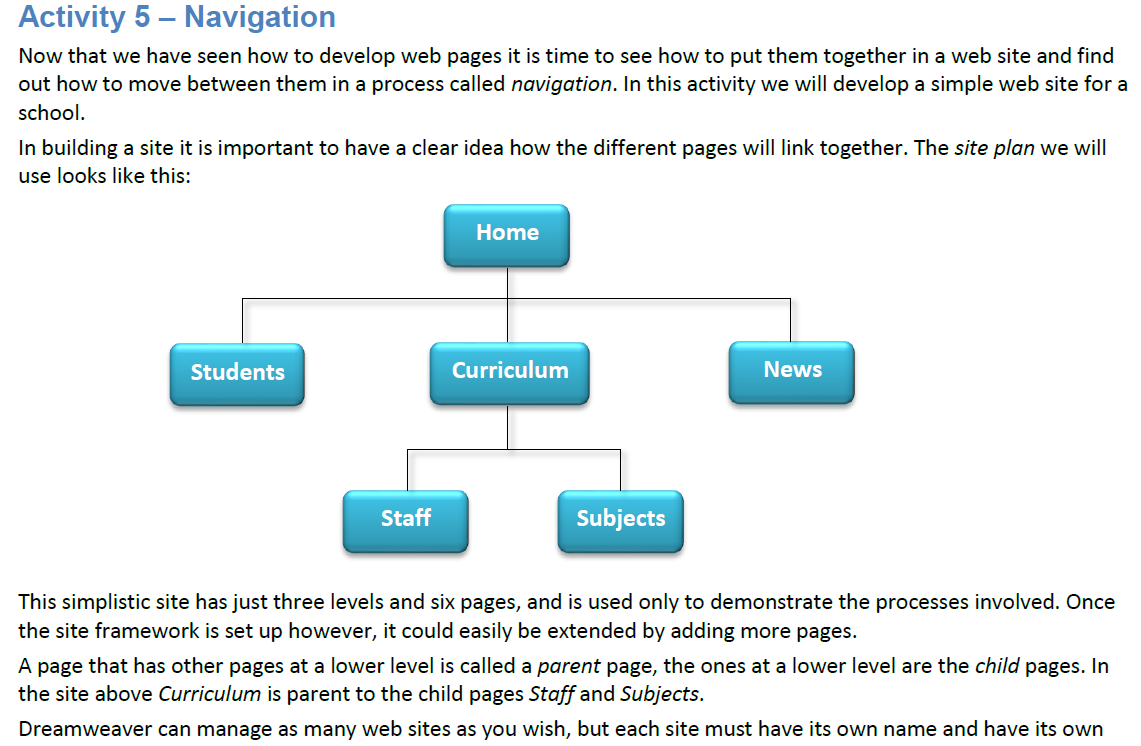 Activity 5 – Navigation
Now that we have seen how to develop web pages it is time to see how to put them together in a web site and find
out how to move between them in a process called navigation. In this activity we will develop a simple web site for a
school.
In building a site it is important to have a clear idea how the different pages will link together. The site plan we will
use looks like this:
Home
Students
Curriculum
News
Staff
Subjects
This simplistic site has just three levels and six pages, and is used only to demonstrate the processes involved. Once
the site framework is set up however, it could easily be extended by adding more pages.
A page that has other pages at a lower level is called a parent page, the ones at a lower level are the child pages. In
the site above Curriculum is parent to the child pages Staff and Subjects.
Dreamweaver can manage as many web sites as you wish, but each site must have its own name and have its own